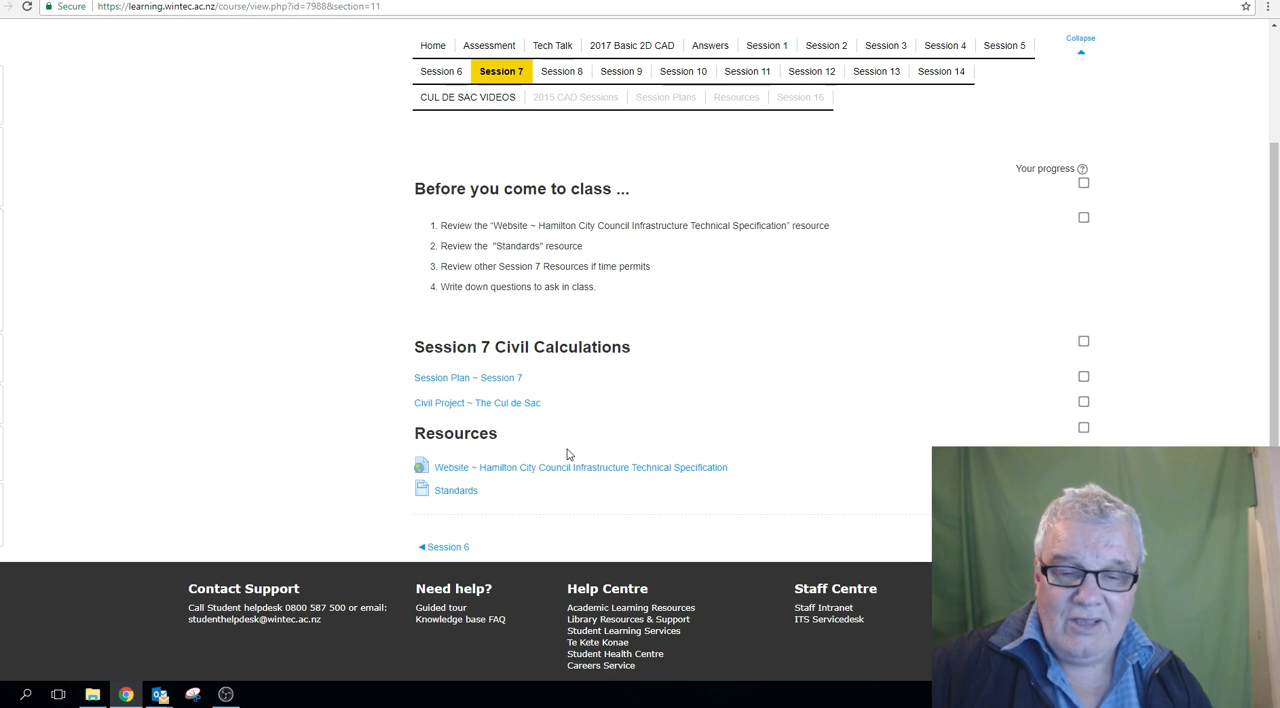 Secure https://learning.wintec.ac.nz/course/view.php?id=7988&section=11
Home Assessment Tech Talk 2017 Basic 2D CAD Answers Session 1 Session 2 Session 3 Session 4 Session 5
Collapse
Session 6 Session 7 Session 8 Session 9 Session 10 Session 11 Session 12 Session 13 Session 14
CUL DE SAC VIDEOS 2015 CAD Sessions Session Plans Resources Session 16
Your progress
Before you come to class ...
1. Review the “Website ~ Hamilton City Council Infrastructure Technical Specification” resource
2. Review the "Standards" resource
3. Review other Session 7 Resources if time permits
4. Write down questions to ask in class.
Session 7 Civil Calculations
Session Plan ~ Session 7
Civil Project ~ The Cul de Sac
Resources
Website ~ Hamilton City Council Infrastructure Technical Specification
Standards
◄ Session 6
Contact Support
Call Student helpdesk 0800 587 500 or email:
studenthelpdesk@wintec.ac.nz
Need help?
Guided tour
Knowledge base FAQ
Help Centre
Academic Learning Resources
Library Resources & Support
Student Learning Services
Te Kete Konae
Student Health Centre
Careers Service
Staff Centre
Staff Intranet
ITS Servicedesk